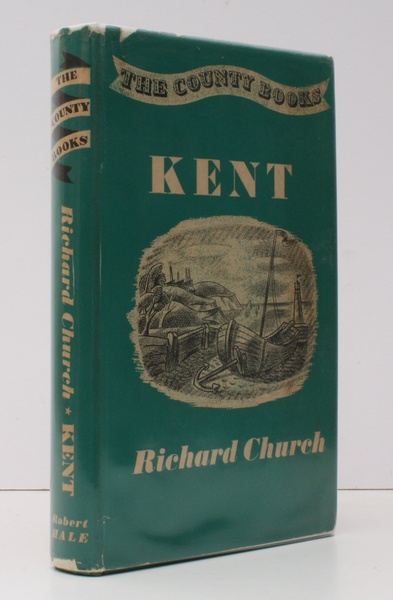 THE COUNTY BOOKS
KENT
Richard Church
THE
COUNTY
BOOKS
Richard Church * KENT
Robert
HALE